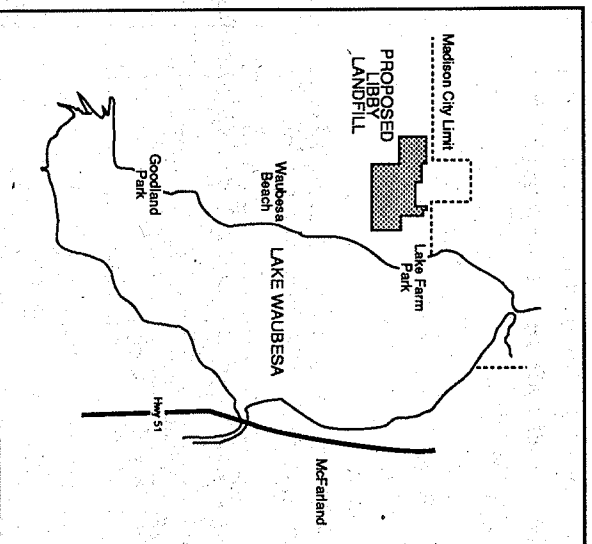 Madison City Limit
PROPOSED
LIBBY
LANDFILL
Lake Farm
Park
Waubesa
Beach
LAKE WAUBESA
Goodland
Park
McFarland
Hwy 51